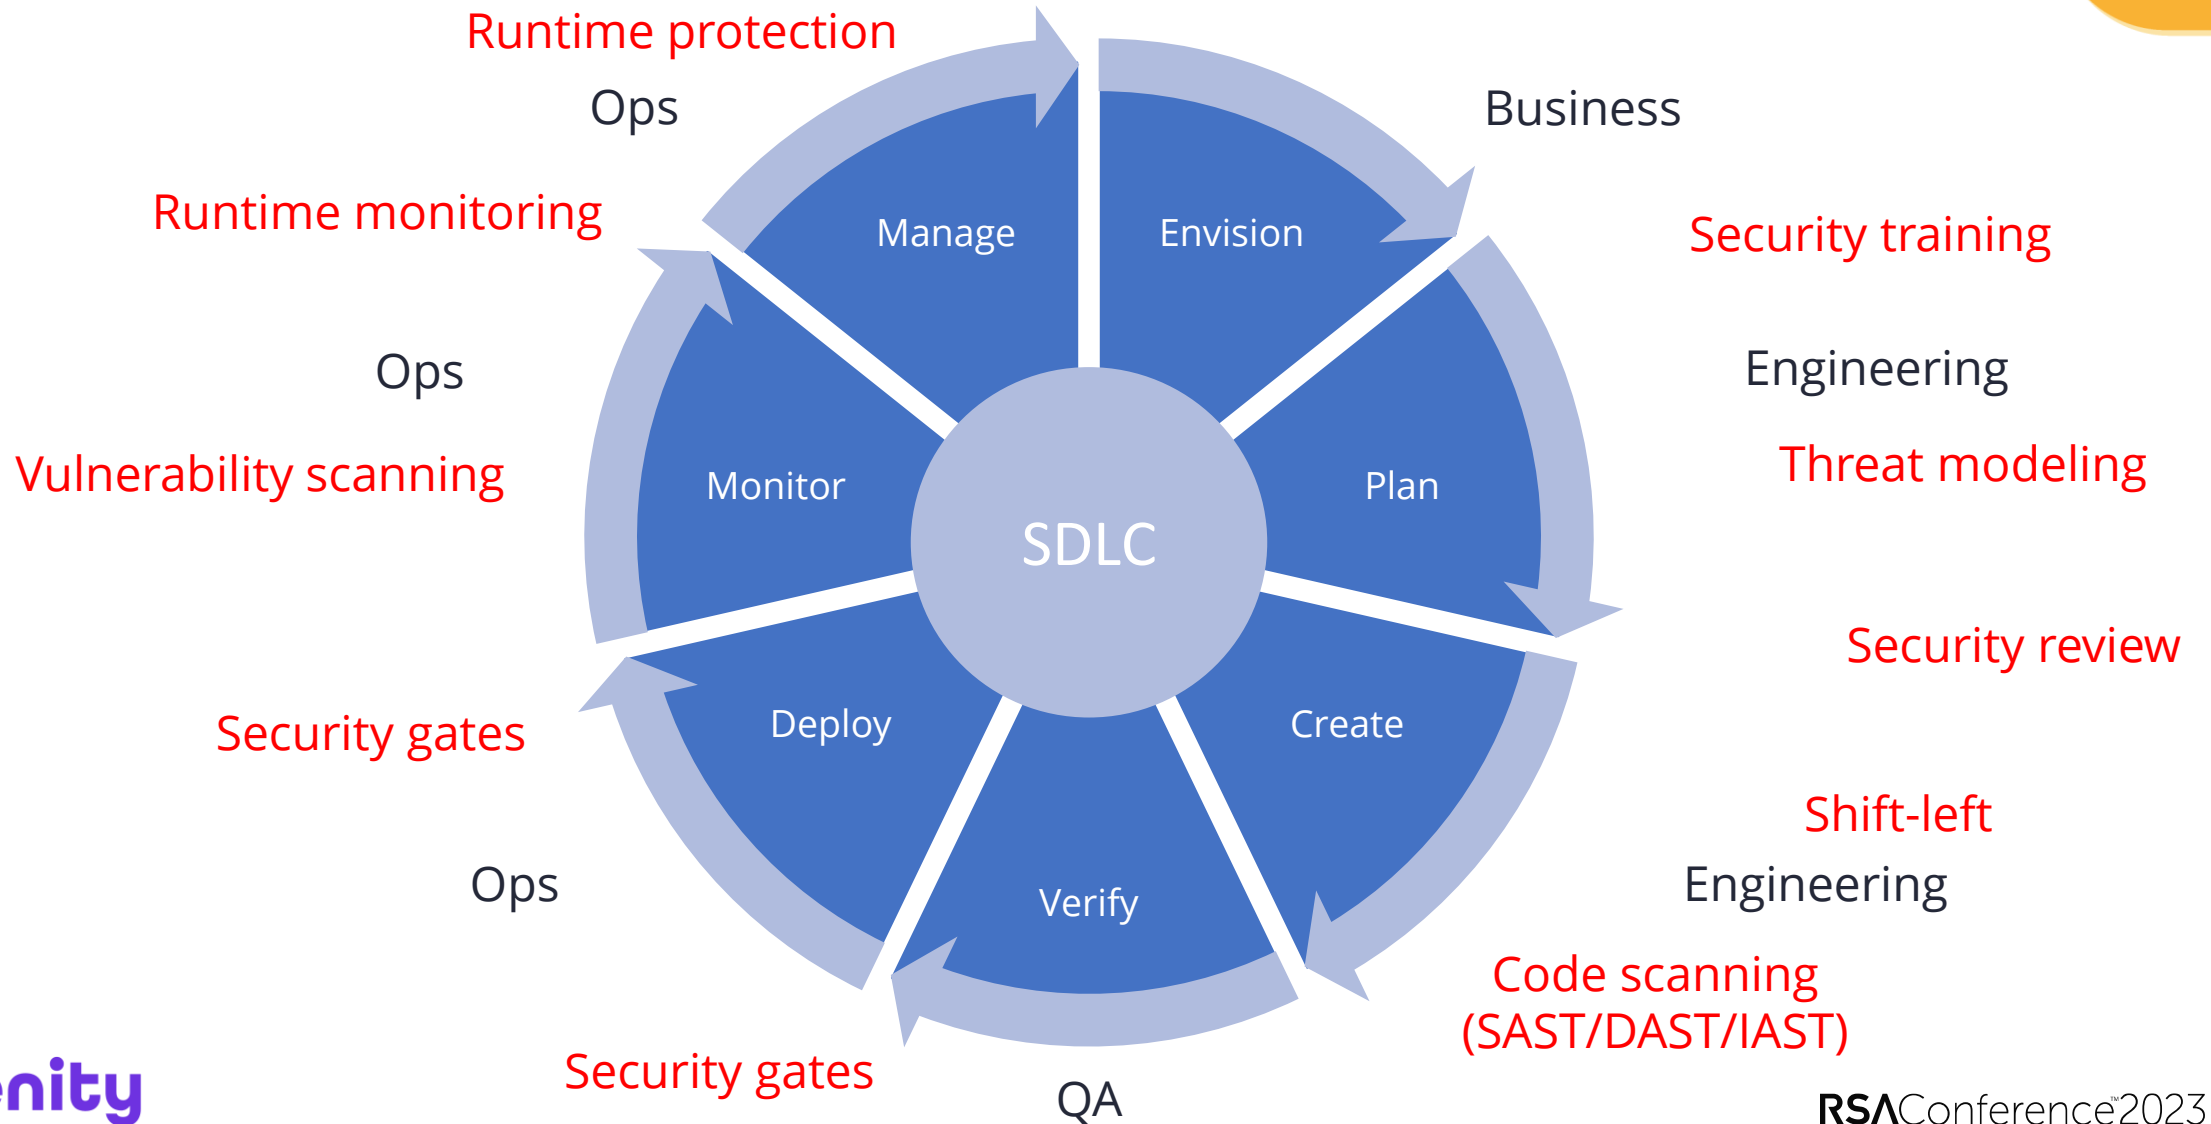 Runtime protection
Ops
Business
Runtime monitoring
Manage
Envision
Security training
Ops
Engineering
Vulnerability scanning
Monitor
Plan
Threat modeling
SDLC
Security review
Security gates
Deploy
Create
Shift-left
Ops
Verify
Engineering
Code scanning
(SAST/DAST/IAST)
Security gates
QA
nity
RSAConference™2023